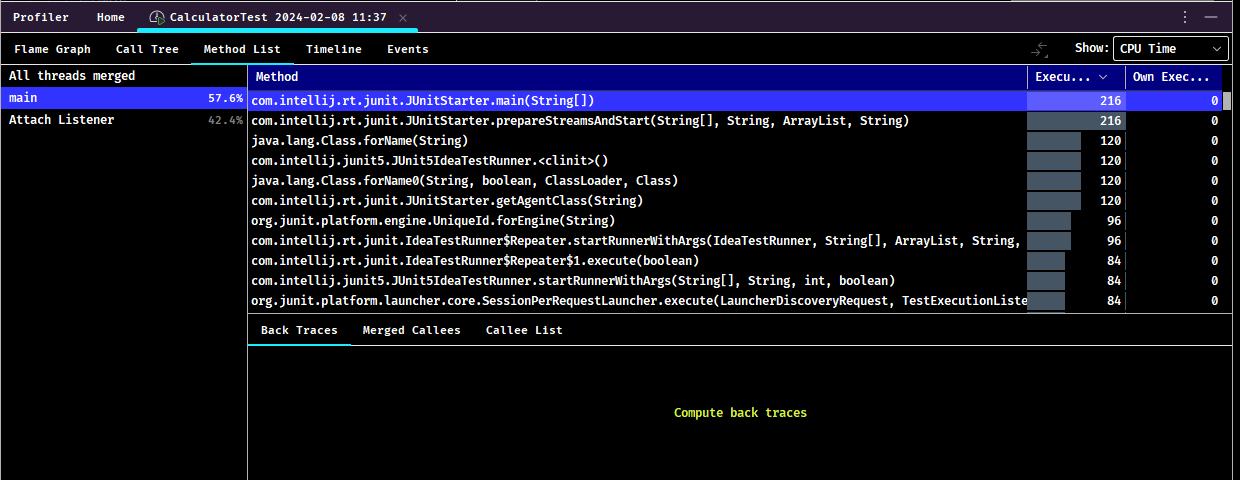 Profiler Home CalculatorTest 2024-02-08 11:37
Flame Graph Call Tree Method List Timeline Events Show: CPU Time
All threads merged
main 57.6%
Attach Listener 42.4%
Method Execu... Own Exec...
com.intellij.rt.junit.JUnitStarter.main(String[]) 216 0
com.intellij.rt.junit.JUnitStarter.prepareStreamsAndStart(String[], String, ArrayList, String) 216 0
java.lang.Class.forName(String) 120 0
com.intellij.junit5.JUnit5IdeaTestRunner.<clinit>() 120 0
java.lang.Class.forName0(String, boolean, ClassLoader, Class) 120 0
com.intellij.rt.junit.JUnitStarter.getAgentClass(String) 120 0
org.junit.platform.engine.UniqueId.forEngine(String) 96 0
com.intellij.rt.junit.IdeaTestRunner$Repeater.startRunnerWithArgs(IdeaTestRunner, String[], ArrayList, String, 96 0
com.intellij.rt.junit.IdeaTestRunner$Repeater$1.execute(boolean) 84 0
com.intellij.junit5.JUnit5IdeaTestRunner.startRunnerWithArgs(String[], String, int, boolean) 84 0
org.junit.platform.launcher.core.SessionPerRequestLauncher.execute(LauncherDiscoveryRequest, TestExecutionListe 84 0
Back Traces Merged Callees Callee List
Compute back traces